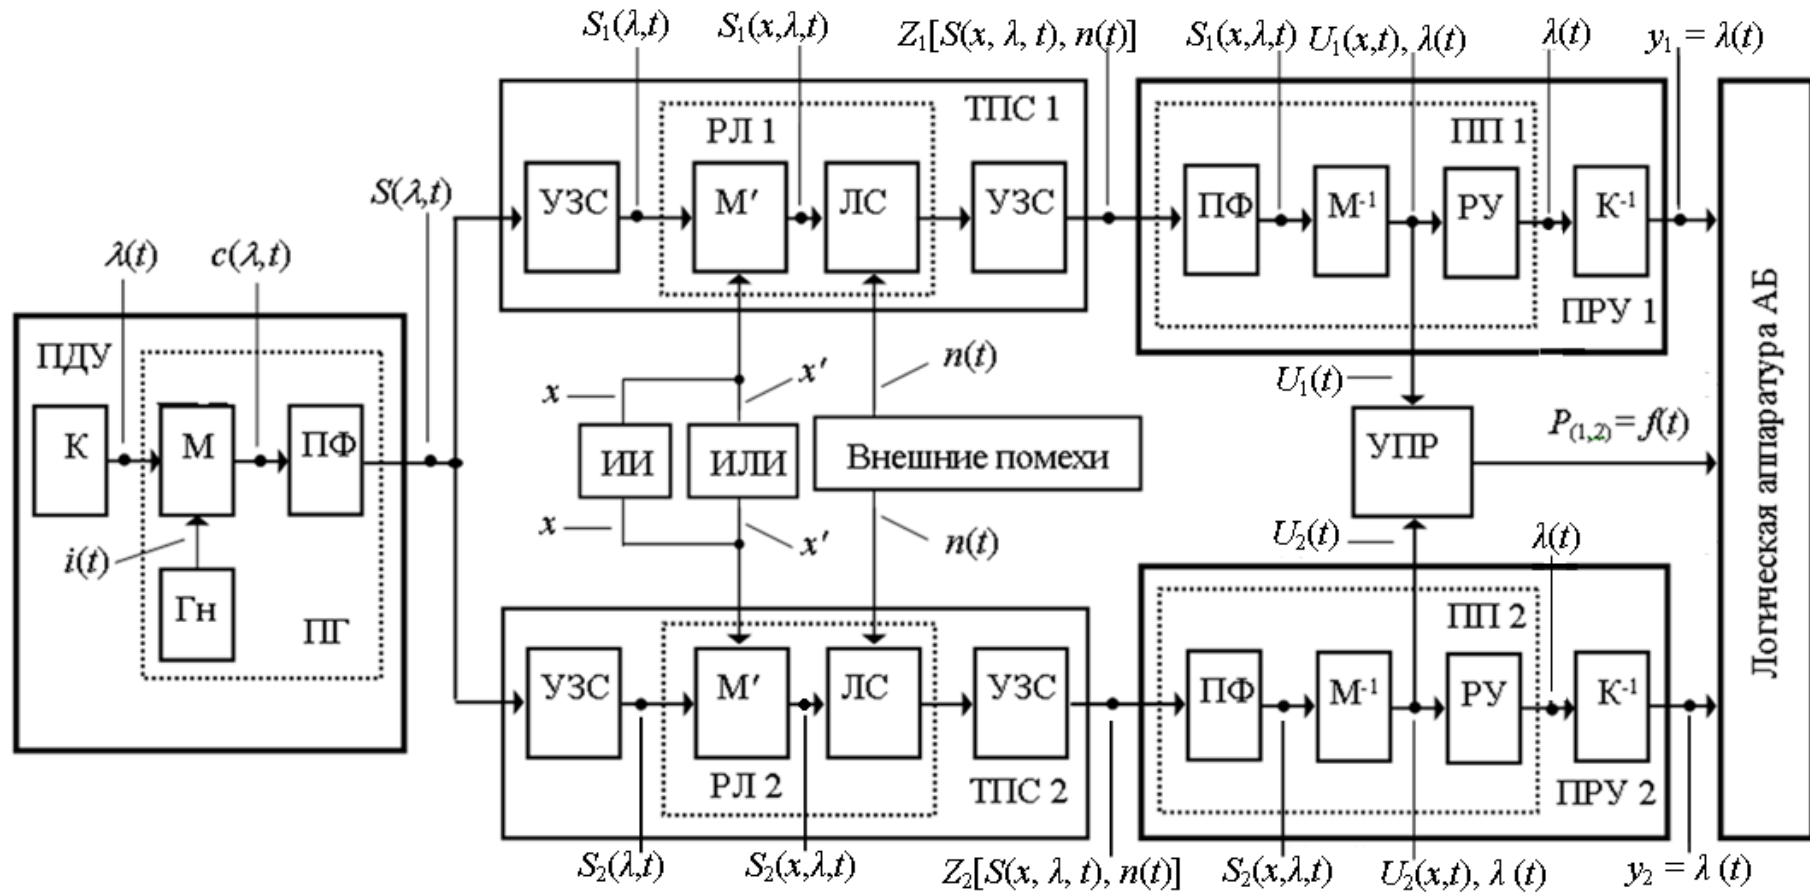 S₁(λ,t)
S₁(x,λ,t)
Z₁[S(x, λ, t), n(t)]
S₁(x,λ,t)
U₁(x,t), λ(t)
λ(t)
y₁ = λ(t)
ТПС 1
РЛ 1
УЗС
М′
ЛС
УЗС
ПП 1
ПФ
М⁻¹
РУ
К⁻¹
ПРУ 1
S(λ,t)
λ(t)
c(λ,t)
ПДУ
К
М
ПФ
i(t)
Гн
ПГ
x
x′
n(t)
ИИ
ИЛИ
Внешние помехи
x
x′
n(t)
U₁(t)
УПР
P₍₁,₂₎= f(t)
U₂(t)
λ(t)
Логическая аппаратура АБ
УЗС
М′
ЛС
УЗС
РЛ 2
ТПС 2
ПП 2
ПФ
М⁻¹
РУ
К⁻¹
ПРУ 2
S₂(λ,t)
S₂(x,λ,t)
Z₂[S(x, λ, t), n(t)]
S₂(x,λ,t)
U₂(x,t), λ (t)
y₂ = λ (t)